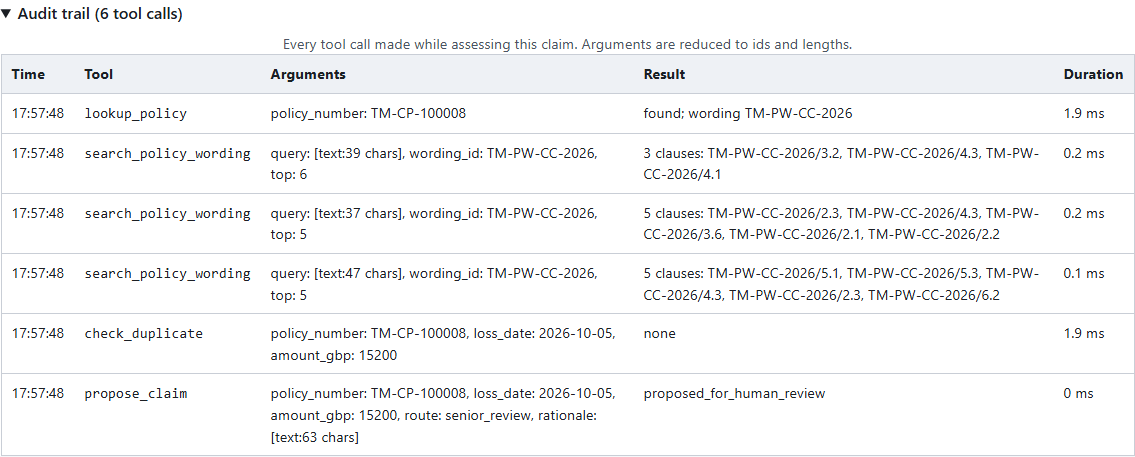 ▼ Audit trail (6 tool calls)
Every tool call made while assessing this claim. Arguments are reduced to ids and lengths.
Time Tool Arguments Result Duration
17:57:48 lookup_policy policy_number: TM-CP-100008 found; wording TM-PW-CC-2026 1.9 ms
17:57:48 search_policy_wording query: [text:39 chars], wording_id: TM-PW-CC-2026, 3 clauses: TM-PW-CC-2026/3.2, TM-PW-CC-2026/4.3, TM-PW- 0.2 ms
top: 6 CC-2026/4.1
17:57:48 search_policy_wording query: [text:37 chars], wording_id: TM-PW-CC-2026, 5 clauses: TM-PW-CC-2026/2.3, TM-PW-CC-2026/4.3, TM-PW- 0.2 ms
top: 5 CC-2026/3.6, TM-PW-CC-2026/2.1, TM-PW-CC-2026/2.2
17:57:48 search_policy_wording query: [text:47 chars], wording_id: TM-PW-CC-2026, 5 clauses: TM-PW-CC-2026/5.1, TM-PW-CC-2026/5.3, TM-PW- 0.1 ms
top: 5 CC-2026/4.3, TM-PW-CC-2026/2.3, TM-PW-CC-2026/6.2
17:57:48 check_duplicate policy_number: TM-CP-100008, loss_date: 2026-10-05, none 1.9 ms
amount_gbp: 15200
17:57:48 propose_claim policy_number: TM-CP-100008, loss_date: 2026-10-05, proposed_for_human_review 0 ms
amount_gbp: 15200, route: senior_review, rationale:
[text:63 chars]